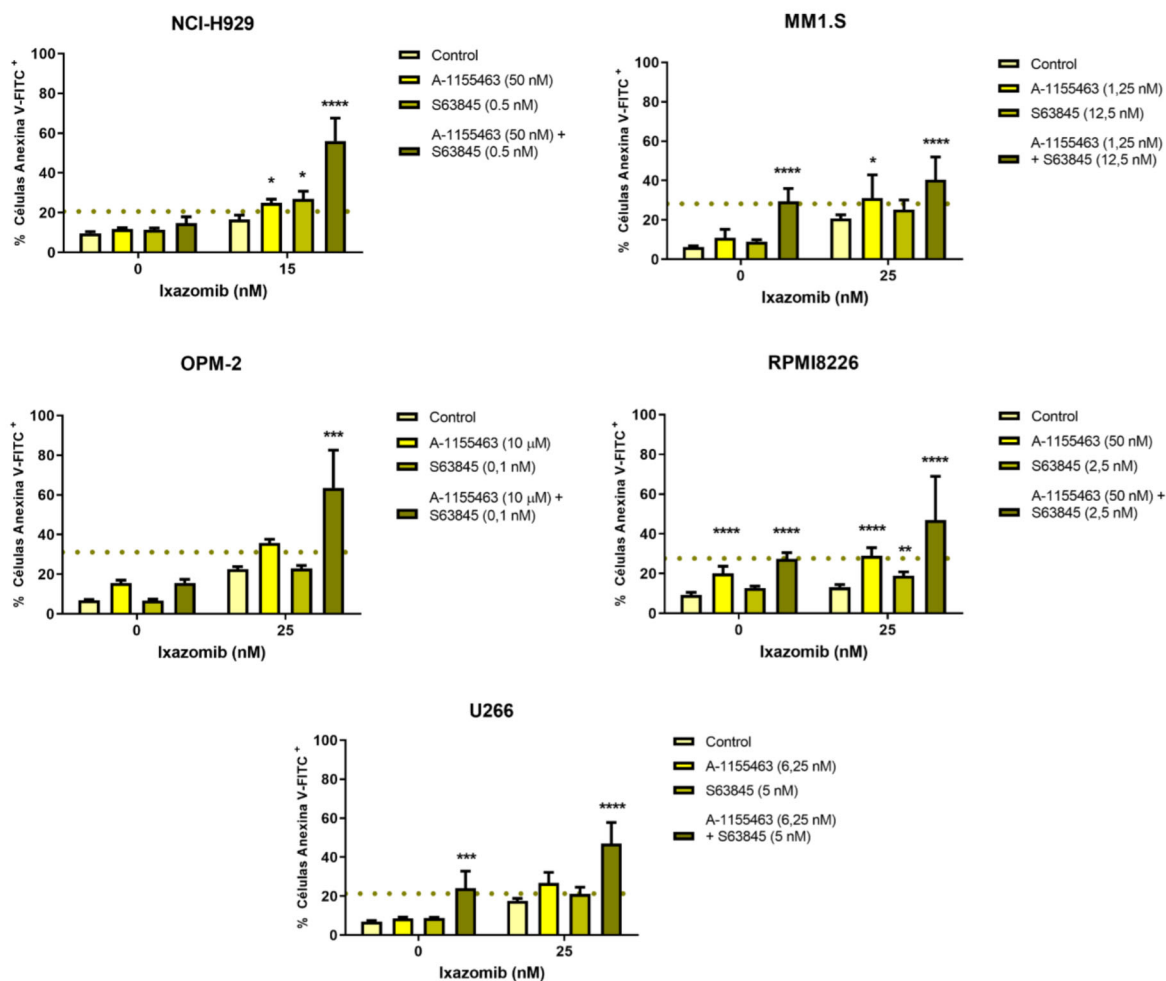 NCI-H929
% Células Anexina V-FITC +
100
80
60
40
20
0
****
*
*
0
15
Ixazomib (nM)
Control
A-1155463 (50 nM)
S63845 (0.5 nM)
A-1155463 (50 nM) +
S63845 (0.5 nM)
MM1.S
% Células Anexina V-FITC +
100
80
60
40
20
0
****
*
****
0
25
Ixazomib (nM)
Control
A-1155463 (1,25 nM)
S63845 (12,5 nM)
A-1155463 (1,25 nM)
+ S63845 (12,5 nM)
OPM-2
% Células Anexina V-FITC +
100
80
60
40
20
0
***
0
25
Ixazomib (nM)
Control
A-1155463 (10 μM)
S63845 (0,1 nM)
A-1155463 (10 μM) +
S63845 (0,1 nM)
RPMI8226
% Células Anexina V-FITC +
100
80
60
40
20
0
****
****
****
**
****
0
25
Ixazomib (nM)
Control
A-1155463 (50 nM)
S63845 (2,5 nM)
A-1155463 (50 nM) +
S63845 (2,5 nM)
U266
% Células Anexina V-FITC +
100
80
60
40
20
0
***
****
0
25
Ixazomib (nM)
Control
A-1155463 (6,25 nM)
S63845 (5 nM)
A-1155463 (6,25 nM)
+ S63845 (5 nM)